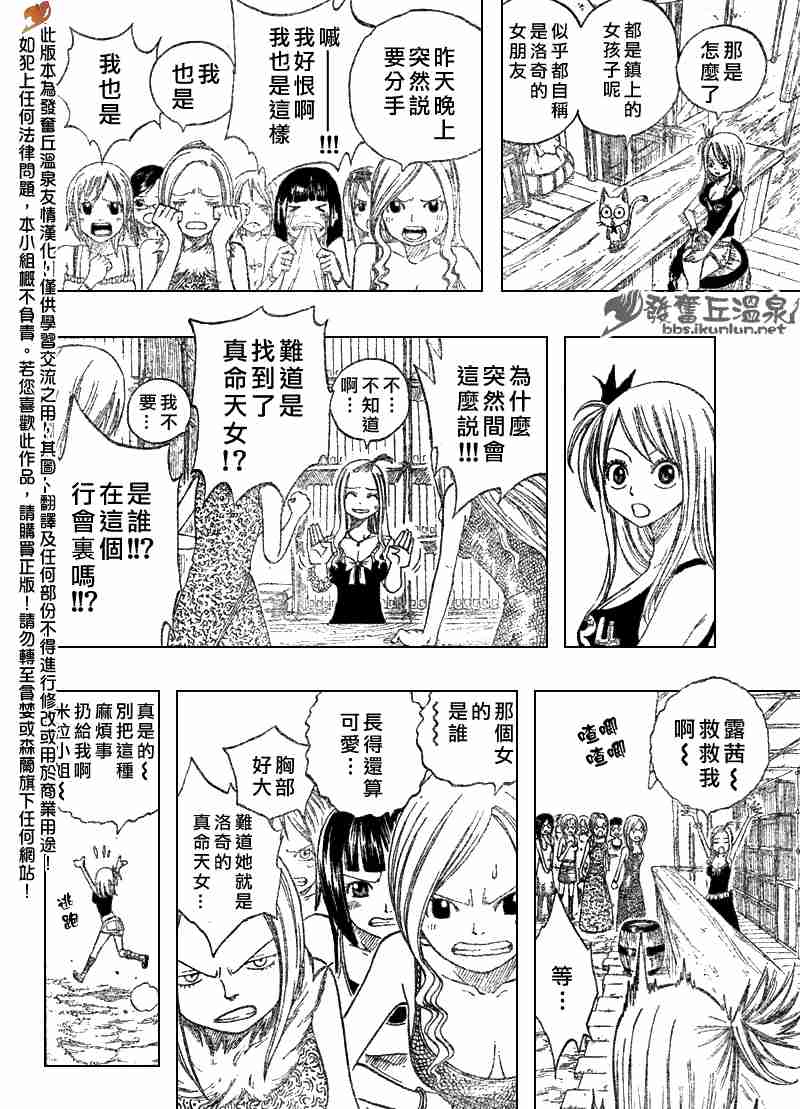 那是
怎麼了
都是鎮上的
女孩子呢
似乎都自稱
是洛奇的
女朋友
昨天晚上
突然說
要分手
嘁——!!!
我好恨啊
我也是這樣
我
也是
我也是
發奮丘溫泉
bbs.ikunlun.net
為什麼
突然間會
這麼說!!!
不…
不知道
啊…
難道是
找到了
真命天女!?
我不
要…
是誰!!?
在這個
行會裏嗎!!?
露茜~
救救我
啊~
唧唧
喳喳
等…
那個女
的
是誰
長得還算
可愛…
胸部
好大
難道她就是
洛奇的
真命天女…
真是的~
別把這種
麻煩事
扔給我啊
米拉小姐~
逃跑
此版本為發奮丘溫泉友情漢化，僅供學習交流之用，其圖、翻譯及任何部份不得進行修改或用於商業用途！
如犯上任何法律問題，本小組概不負責。若您喜歡此作品，請購買正版！請勿轉至貪婪或森蘭旗下任何網站！